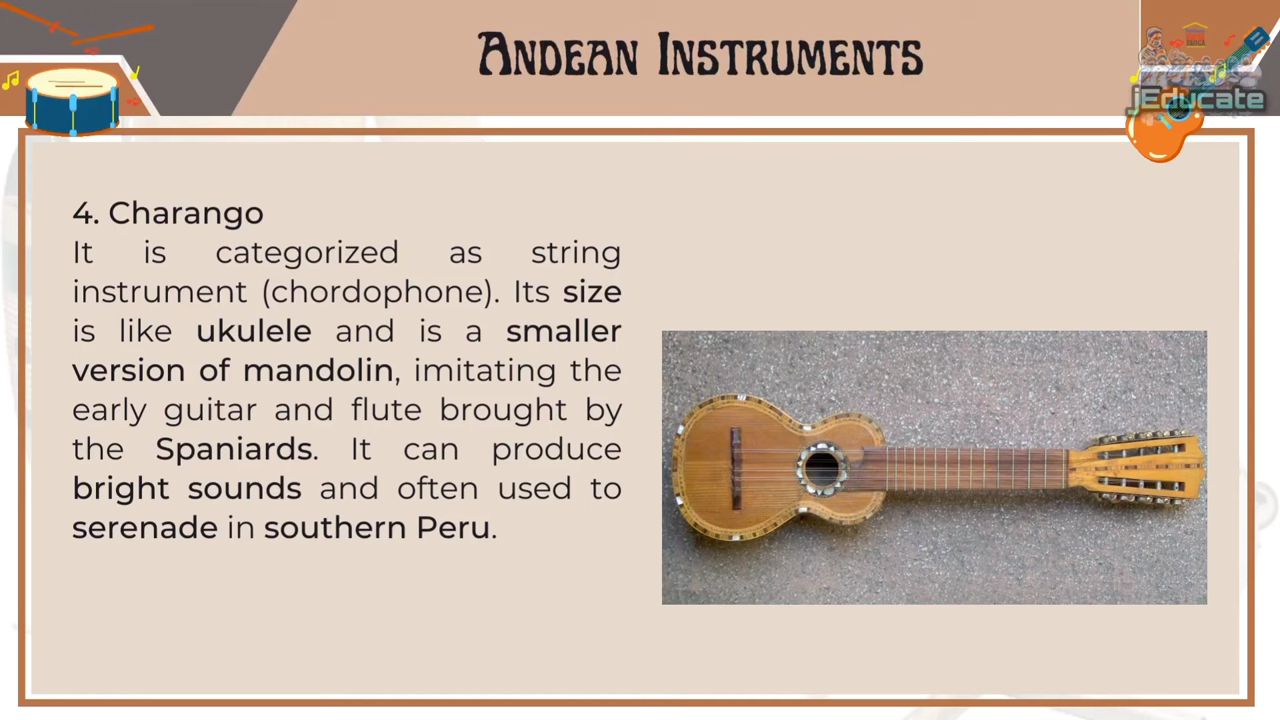 Andean Instruments
jEducate
4. Charango
It is categorized as string
instrument (chordophone). Its size
is like ukulele and is a smaller
version of mandolin, imitating the
early guitar and flute brought by
the Spaniards. It can produce
bright sounds and often used to
serenade in southern Peru.